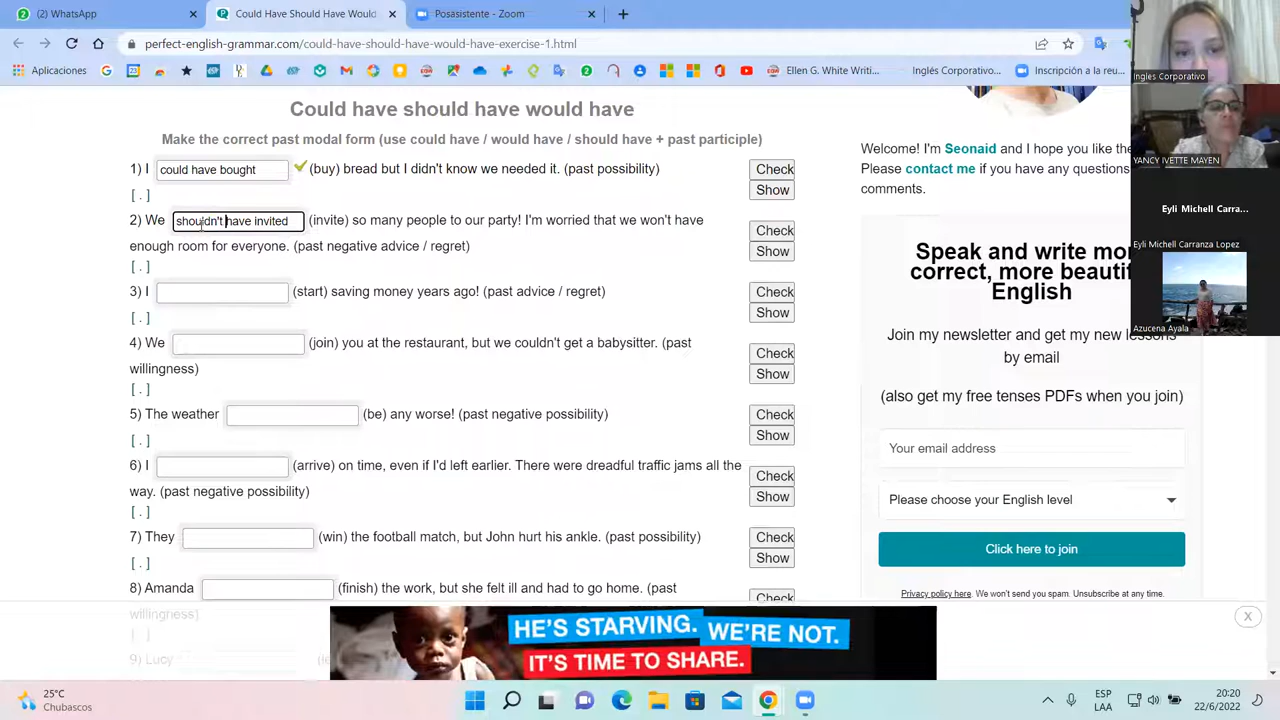 (2) WhatsApp
Could Have Should Have Would H
Posesión - Zoom
perfect-english-grammar.com/could-have-should-have-would-have-exercise-1.html
Aplicaciones
Ellen G. White Writi...
Inglés Corporativo...
Inscripción a la reu...
Ingles Corporativo
YANCY IVETTE MAYEN
Eyli Michell Carra...
Eyli Michell Carranza Lopez
Azucena Ayala
Could have should have would have
Make the correct past modal form (use could have / would have / should have + past participle)
1) I could have bought (buy) bread but I didn't know we needed it. (past possibility)
Check
Show
[ . ]
2) We shoudn't have invited (invite) so many people to our party! I'm worried that we won't have
enough room for everyone. (past negative advice / regret)
Check
Show
[ . ]
3) I (start) saving money years ago! (past advice / regret)
Check
Show
[ . ]
4) We (join) you at the restaurant, but we couldn't get a babysitter. (past
willingness)
Check
Show
[ . ]
5) The weather (be) any worse! (past negative possibility)
Check
Show
[ . ]
6) I (arrive) on time, even if I'd left earlier. There were dreadful traffic jams all the
way. (past negative possibility)
Check
Show
[ . ]
7) They (win) the football match, but John hurt his ankle. (past possibility)
Check
Show
[ . ]
8) Amanda (finish) the work, but she felt ill and had to go home. (past
willingness)
Check
[ . ]
9) Lucy
Welcome! I'm Seonaid and I hope you like the
Please contact me if you have any questions
comments.
Speak and write mor
correct, more beautif
English
Join my newsletter and get my new lessons
by email
(also get my free tenses PDFs when you join)
Your email address
Please choose your English level
Click here to join
Privacy policy here. We won't send you spam. Unsubscribe at any time.
HE'S STARVING. WE'RE NOT.
IT'S TIME TO SHARE.
X
25°C
Chubascos
ESP
LAA
20:20
22/6/2022